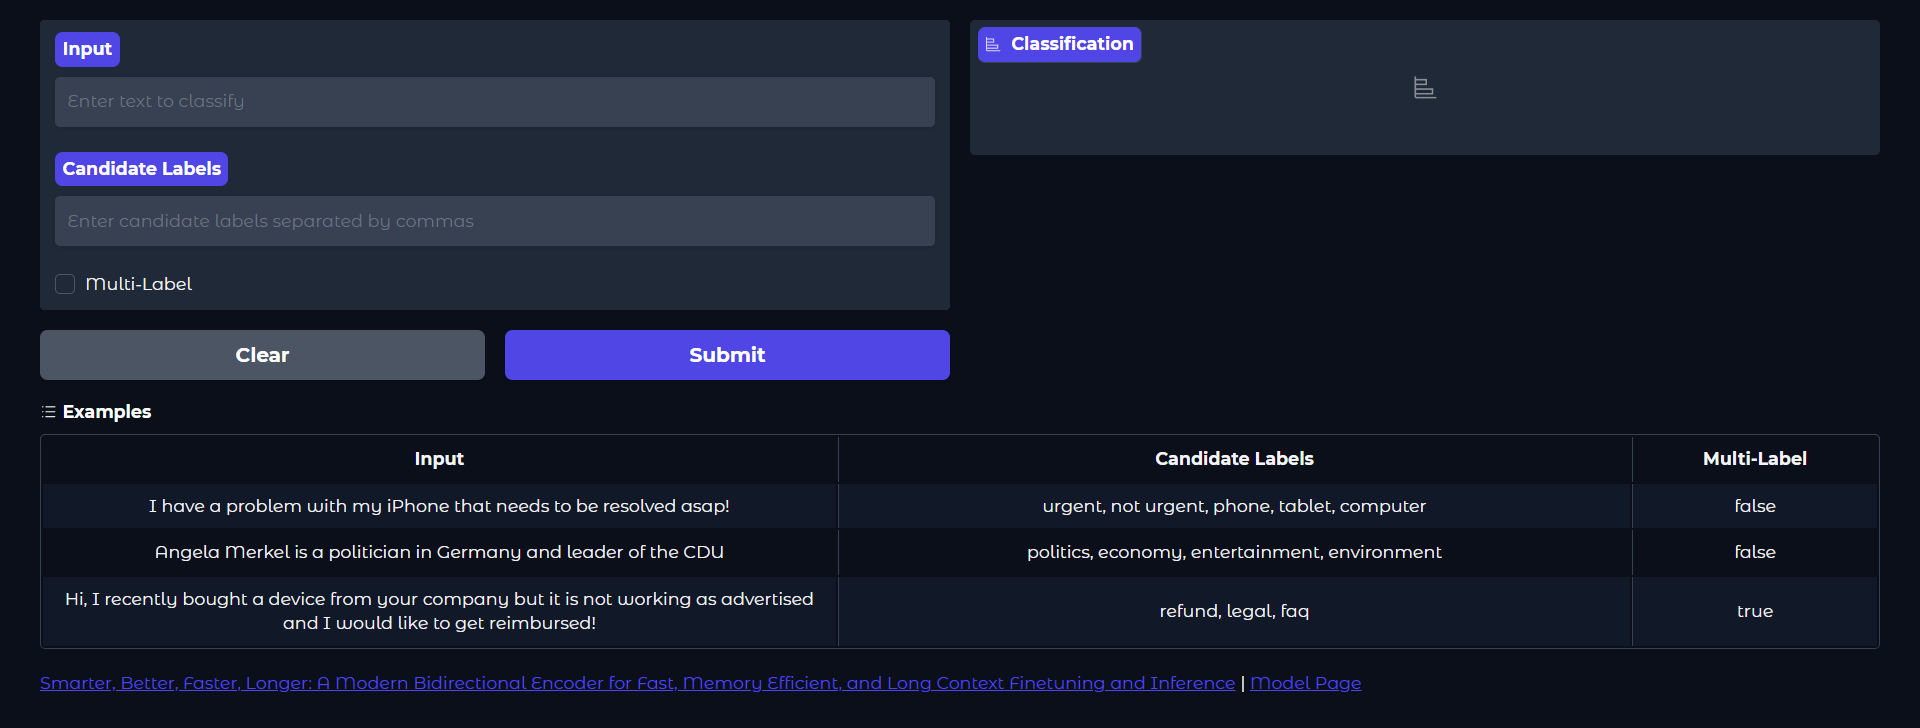 Input
Enter text to classify
Candidate Labels
Enter candidate labels separated by commas
Multi-Label
Clear
Submit
Classification
Examples
Input Candidate Labels Multi-Label
I have a problem with my iPhone that needs to be resolved asap! urgent, not urgent, phone, tablet, computer false
Angela Merkel is a politician in Germany and leader of the CDU politics, economy, entertainment, environment false
Hi, I recently bought a device from your company but it is not working as advertised
and I would like to get reimbursed! refund, legal, faq true
Smarter, Better, Faster, Longer: A Modern Bidirectional Encoder for Fast, Memory Efficient, and Long Context Finetuning and Inference | Model Page